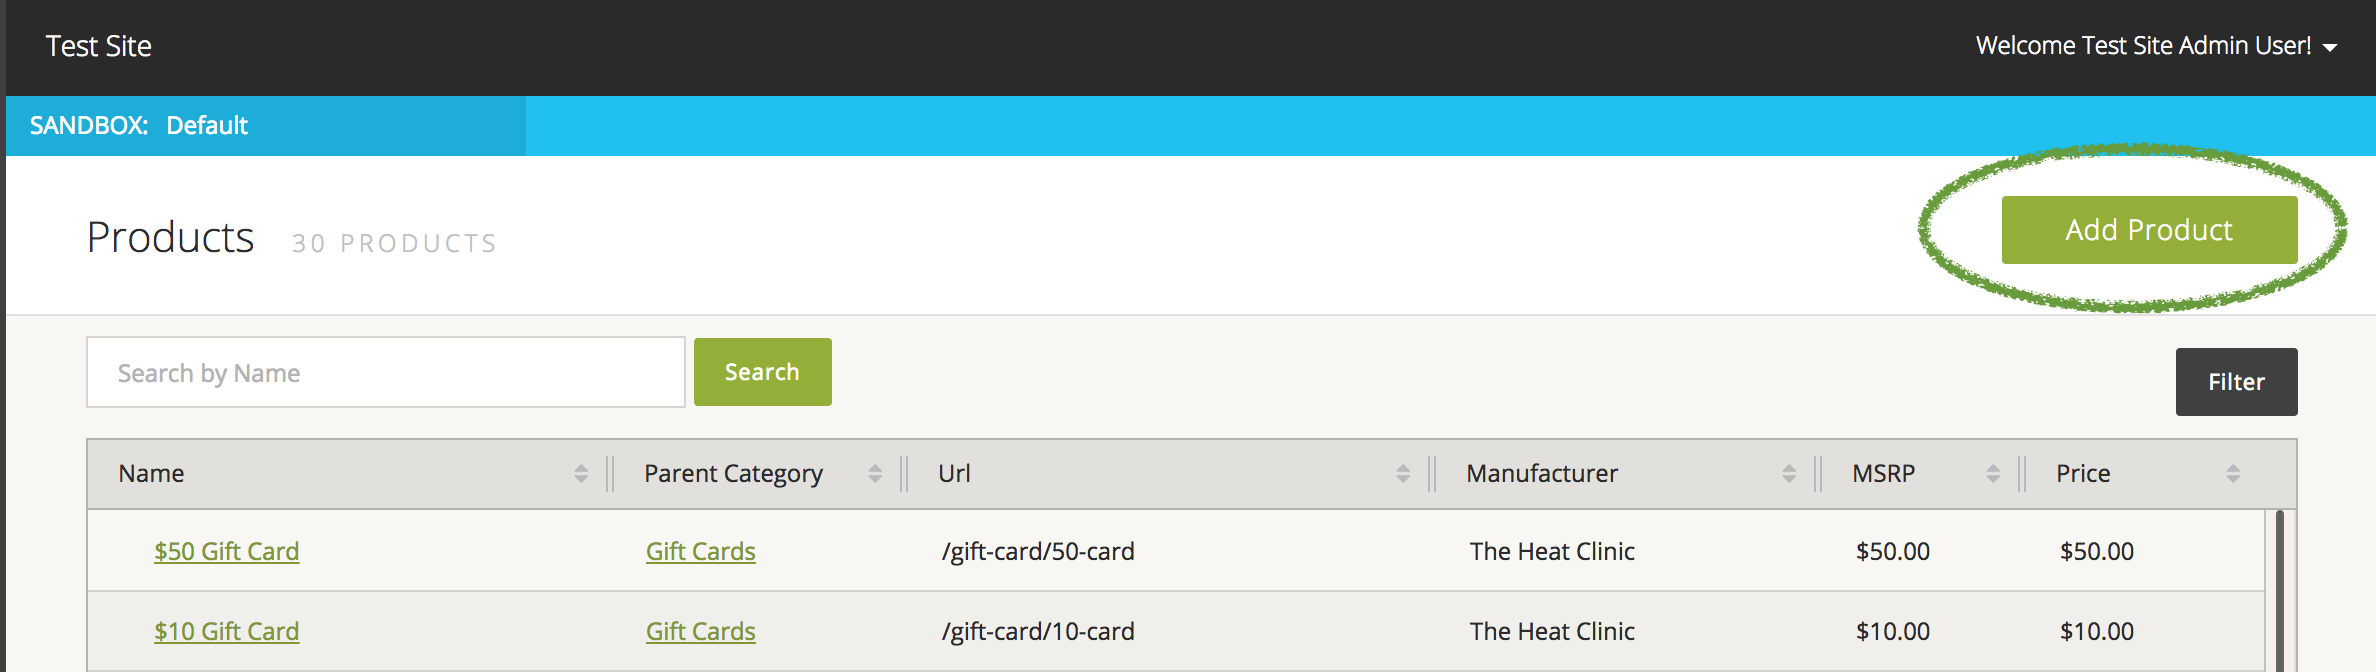 Test Site
Welcome Test Site Admin User!
SANDBOX: Default
Products 30 PRODUCTS
Add Product
Search by Name
Search
Filter
Name Parent Category Url Manufacturer MSRP Price
$50 Gift Card Gift Cards /gift-card/50-card The Heat Clinic $50.00 $50.00
$10 Gift Card Gift Cards /gift-card/10-card The Heat Clinic $10.00 $10.00